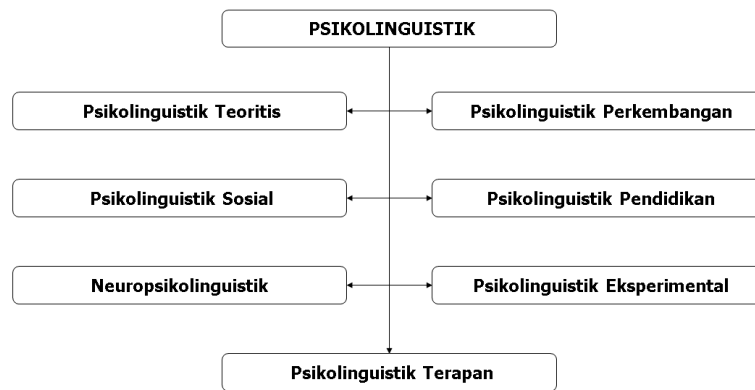 PSIKOLINGUISTIK
Psikolinguistik Teoritis
Psikolinguistik Perkembangan
Psikolinguistik Sosial
Psikolinguistik Pendidikan
Neuropsikolinguistik
Psikolinguistik Eksperimental
Psikolinguistik Terapan